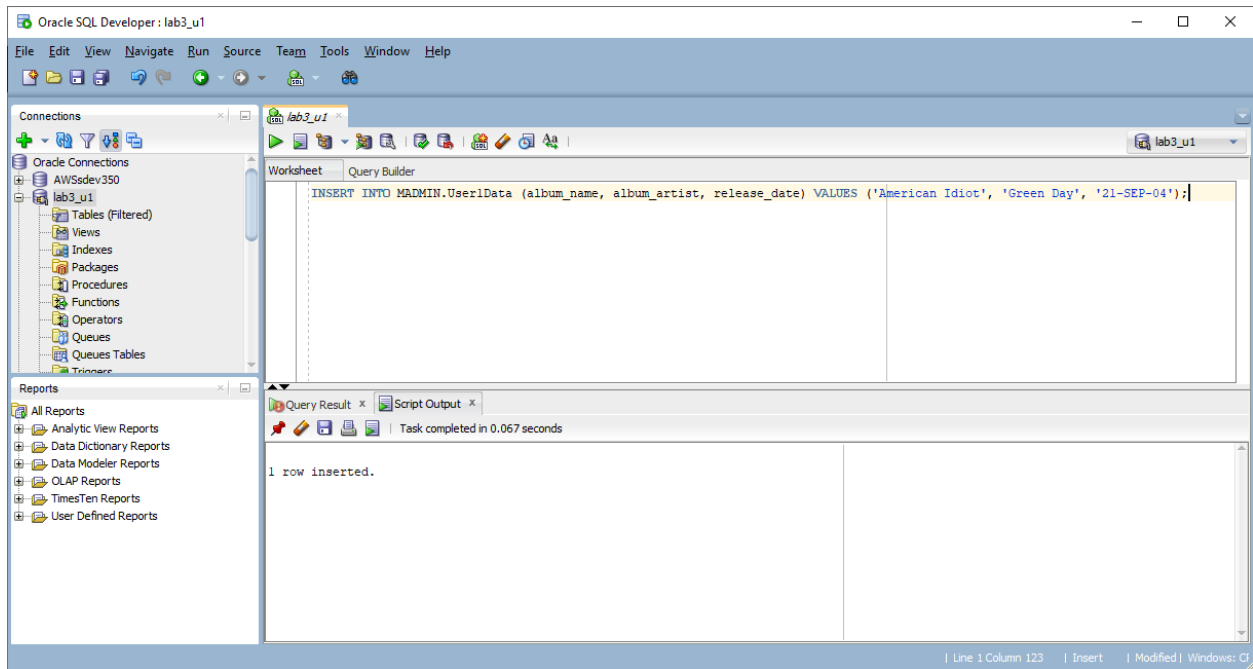 Oracle SQL Developer : lab3_u1
File Edit View Navigate Run Source Team Tools Window Help
Connections
Oracle Connections
AWSsdev350
lab3_u1
Tables (Filtered)
Views
Indexes
Packages
Procedures
Functions
Operators
Queues
Queues Tables
Triggers
Reports
All Reports
Analytic View Reports
Data Dictionary Reports
Data Modeler Reports
OLAP Reports
TimesTen Reports
User Defined Reports
lab3_u1
lab3_u1
Worksheet Query Builder
INSERT INTO MADMIN.User1Data (album_name, album_artist, release_date) VALUES ('American Idiot', 'Green Day', '21-SEP-04');
Query Result Script Output
Task completed in 0.067 seconds
1 row inserted.
| Line 1 Column 123 | Insert | Modified | Windows: